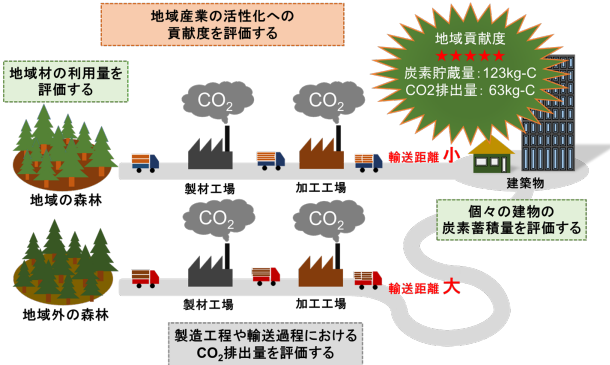 地域産業の活性化への
貢献度を評価する
地域貢献度
★★★★★
炭素貯蔵量：123kg-C
CO2排出量： 63kg-C
地域材の利用量を
評価する
CO2
CO2
輸送距離 小
地域の森林
製材工場
加工工場
建築物
個々の建物の
炭素蓄積量を評価する
CO2
CO2
輸送距離 大
地域外の森林
製材工場
加工工場
製造工程や輸送過程における
CO2排出量を評価する